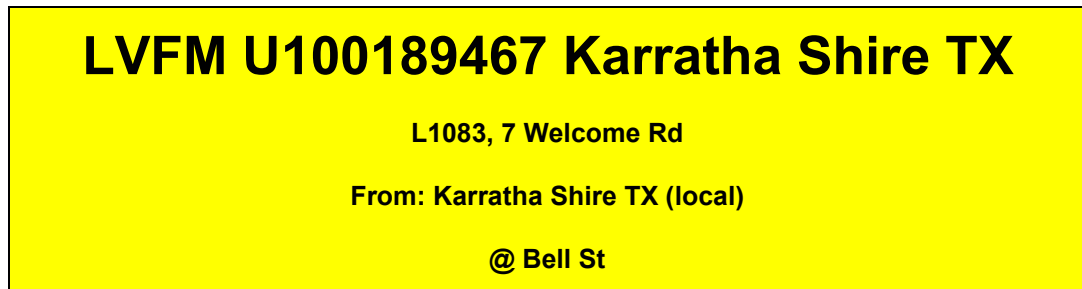 LVFM U100189467 Karratha Shire TX
L1083, 7 Welcome Rd
From: Karratha Shire TX (local)
@ Bell St